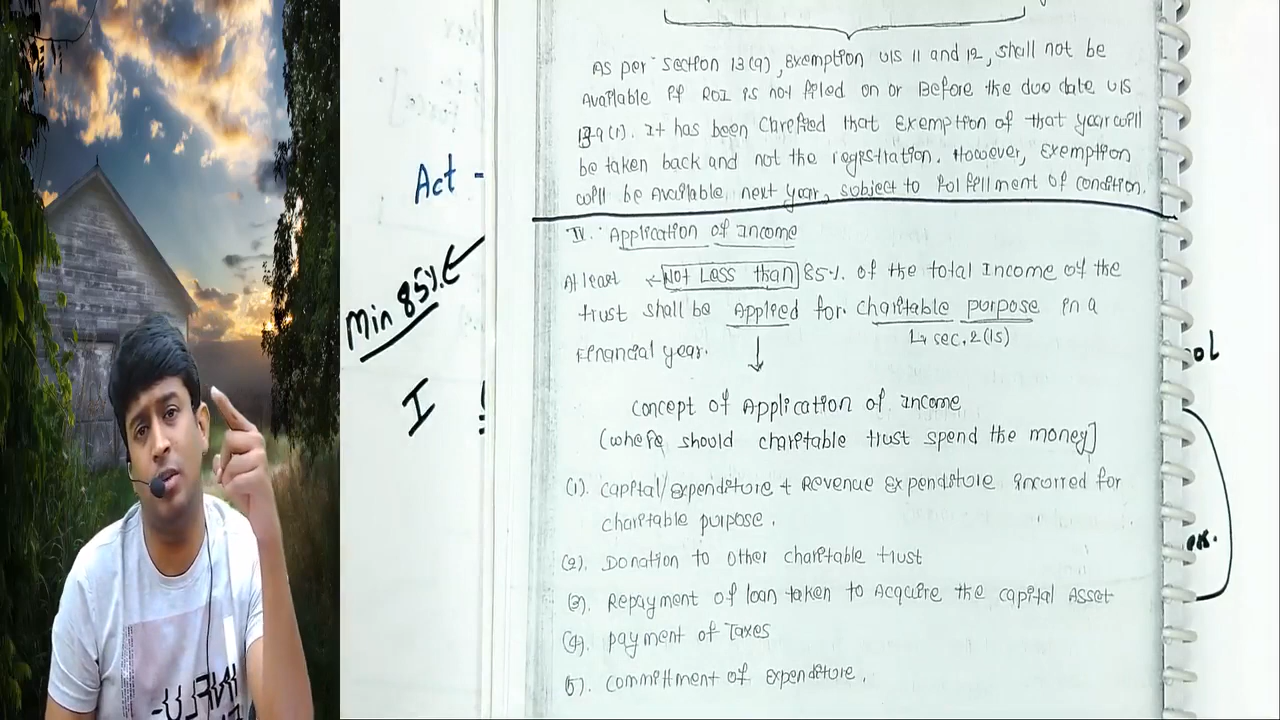 As per section 13(9), exemption u/s 11 and 12, shall not be
Available if ROI is not filed on or Before the due date u/s
139(1). It has been Clarified that exemption of that year will
be taken back and not the registration. However, exemption
will be Available next year, subject to fulfillment of condition.
Act -
IV. Application of Income
At least ← Not Less than 85% of the total Income of the
trust shall be Applied for charitable purpose in a
↳ sec. 2(15)
Financial year.
Min 85%
I
Concept of Application of Income
(where should charitable trust spend the money]
(1). Capital/expenditure + Revenue expenditure incurred for
charitable purpose.
(2). Donation to other charitable trust
(3). Repayment of loan taken to Acquire the capital Asset
(4). payment of Taxes
(5). committment of expenditure.